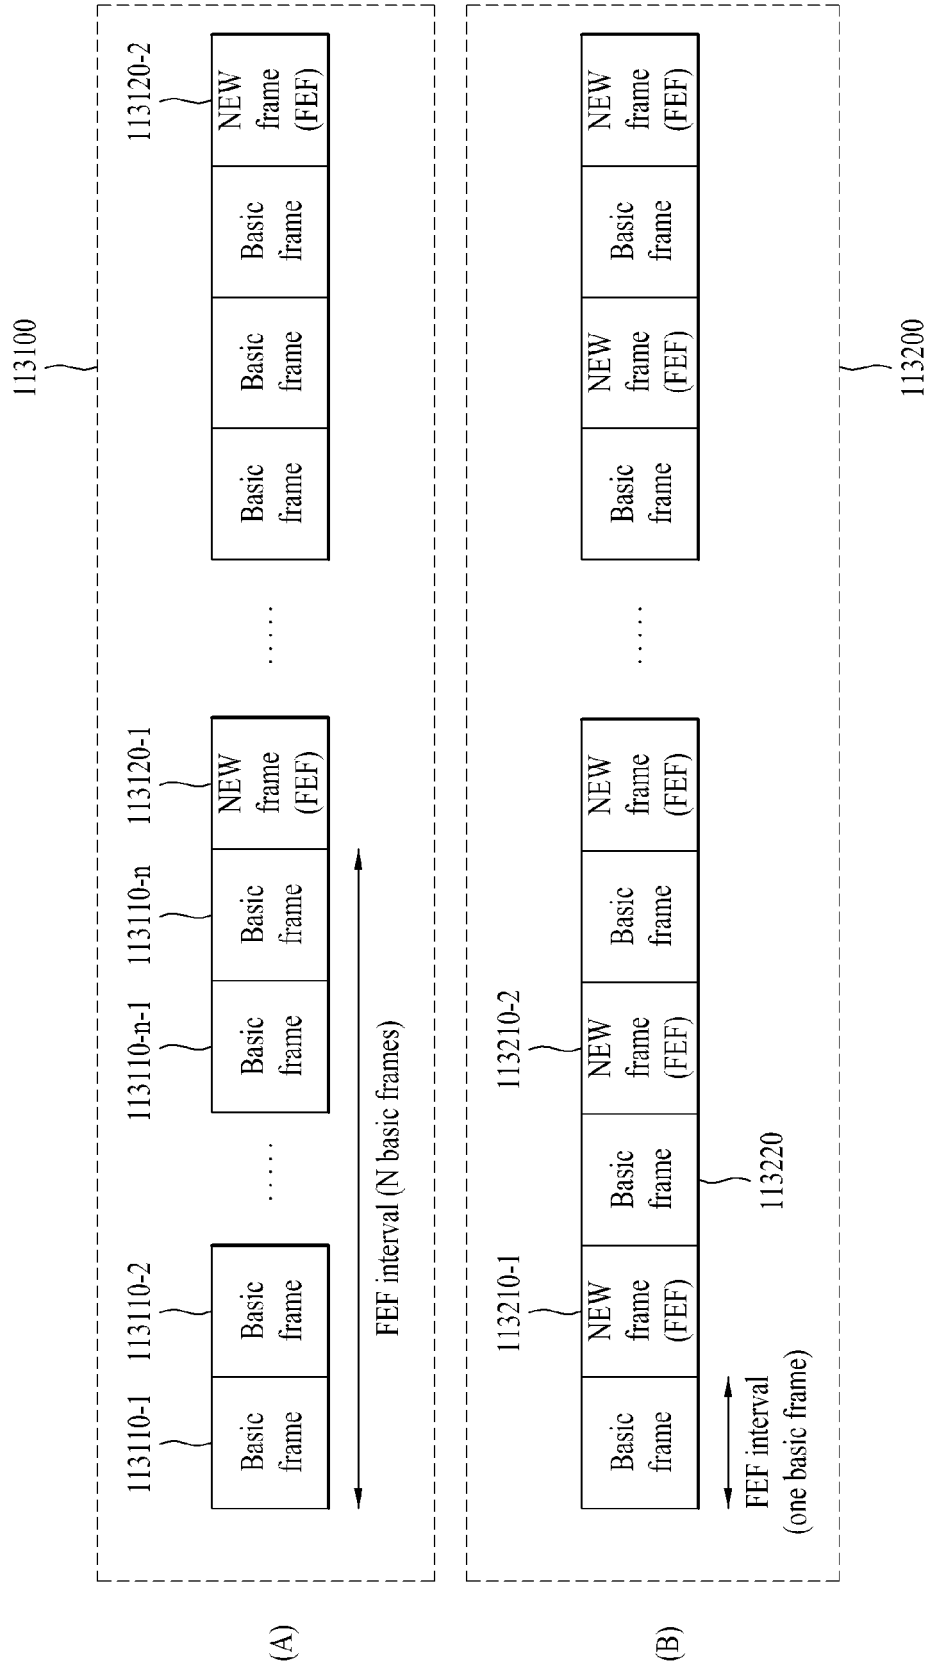 113100
113110-1
113110-2
113110-n-1
113110-n
113120-1
113120-2
(A)
Basic
frame
Basic
frame
.....
Basic
frame
Basic
frame
NEW
frame
(FEF)
.....
Basic
frame
Basic
frame
Basic
frame
NEW
frame
(FEF)
FEF interval (N basic frames)
113210-1
113210-2
(B)
Basic
frame
NEW
frame
(FEF)
Basic
frame
NEW
frame
(FEF)
Basic
frame
NEW
frame
(FEF)
.....
Basic
frame
NEW
frame
(FEF)
Basic
frame
NEW
frame
(FEF)
FEF interval
(one basic frame)
113220
113200